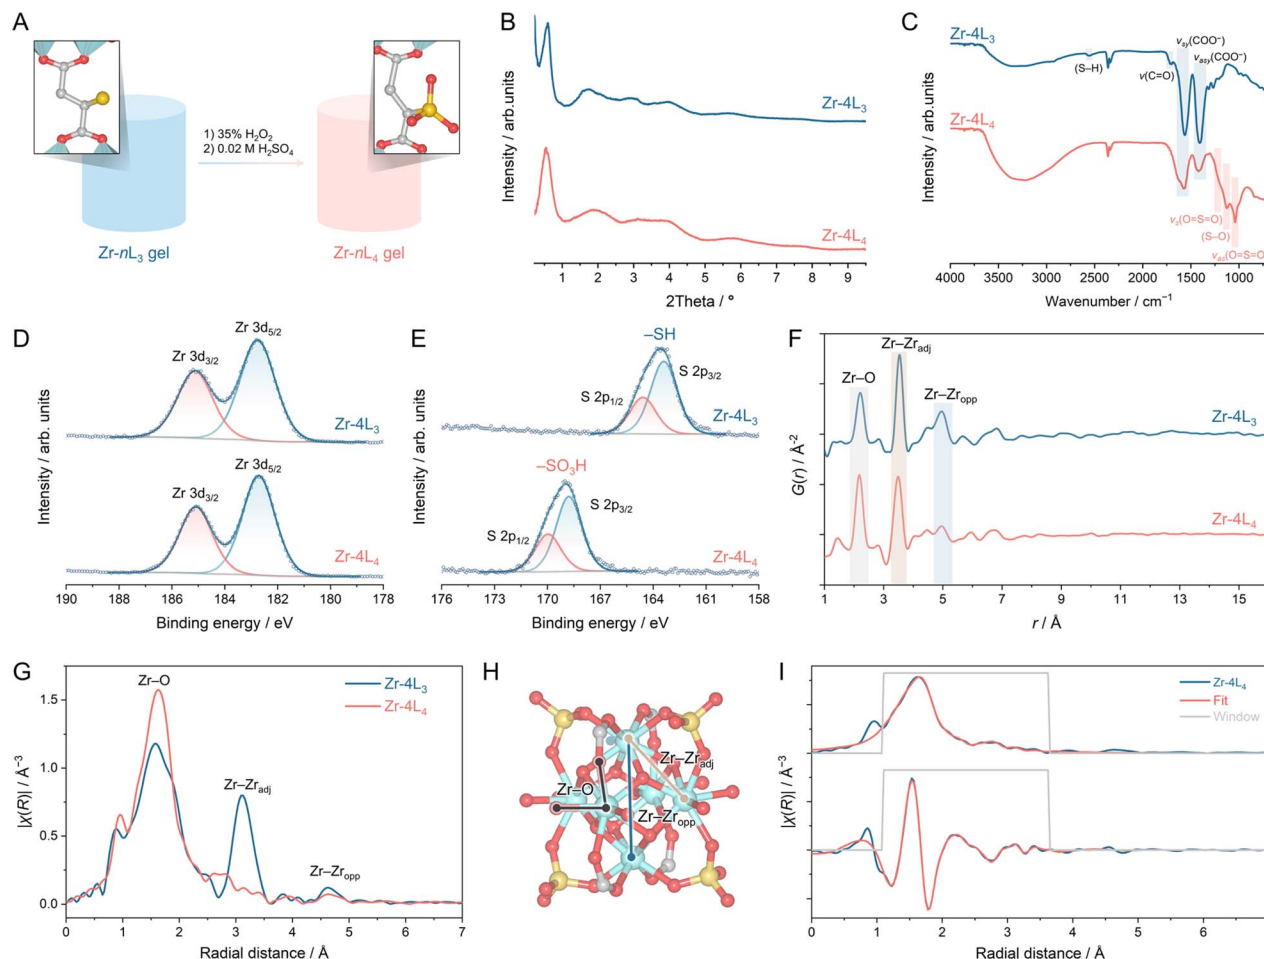 A
1) 35% H₂O₂
2) 0.02 M H₂SO₄
Zr-nL₃ gel
Zr-nL₄ gel
B
Intensity / arb.units
Zr-4L₃
Zr-4L₄
1 2 3 4 5 6 7 8 9
2Theta / °
C
Intensity / arb.units
Zr-4L₃
νsy(COO⁻)
νasy(COO⁻)
(S–H)
ν(C=O)
Zr-4L₄
νs(O=S=O)
(S–O)
νas(O=S=O
4000 3500 3000 2500 2000 1500 1000
Wavenumber / cm⁻¹
D
Intensity / arb. units
Zr 3d₅/₂
Zr 3d₃/₂
Zr-4L₃
Zr 3d₅/₂
Zr 3d₃/₂
Zr-4L₄
190 188 186 184 182 180 178
Binding energy / eV
E
Intensity / arb. units
–SH
S 2p₃/₂
S 2p₁/₂
Zr-4L₃
–SO₃H
S 2p₃/₂
S 2p₁/₂
Zr-4L₄
176 173 170 167 164 161 158
Binding energy / eV
F
G(r) / Å⁻²
Zr–Zradj
Zr–O
Zr–Zropp
Zr-4L₃
Zr-4L₄
1 3 5 7 9 11 13 15
r / Å
G
|χ(R)| / Å⁻³
1.5
1.0
0.5
0.0
Zr–O
Zr-4L₃
Zr-4L₄
Zr–Zradj
Zr–Zropp
0 1 2 3 4 5 6 7
Radial distance / Å
H
Zr–Zradj
Zr–O
Zr–Zropp
I
|χ(R)| / Å⁻³
Zr-4L₄
Fit
Window
0 1 2 3 4 5 6
Radial distance / Å